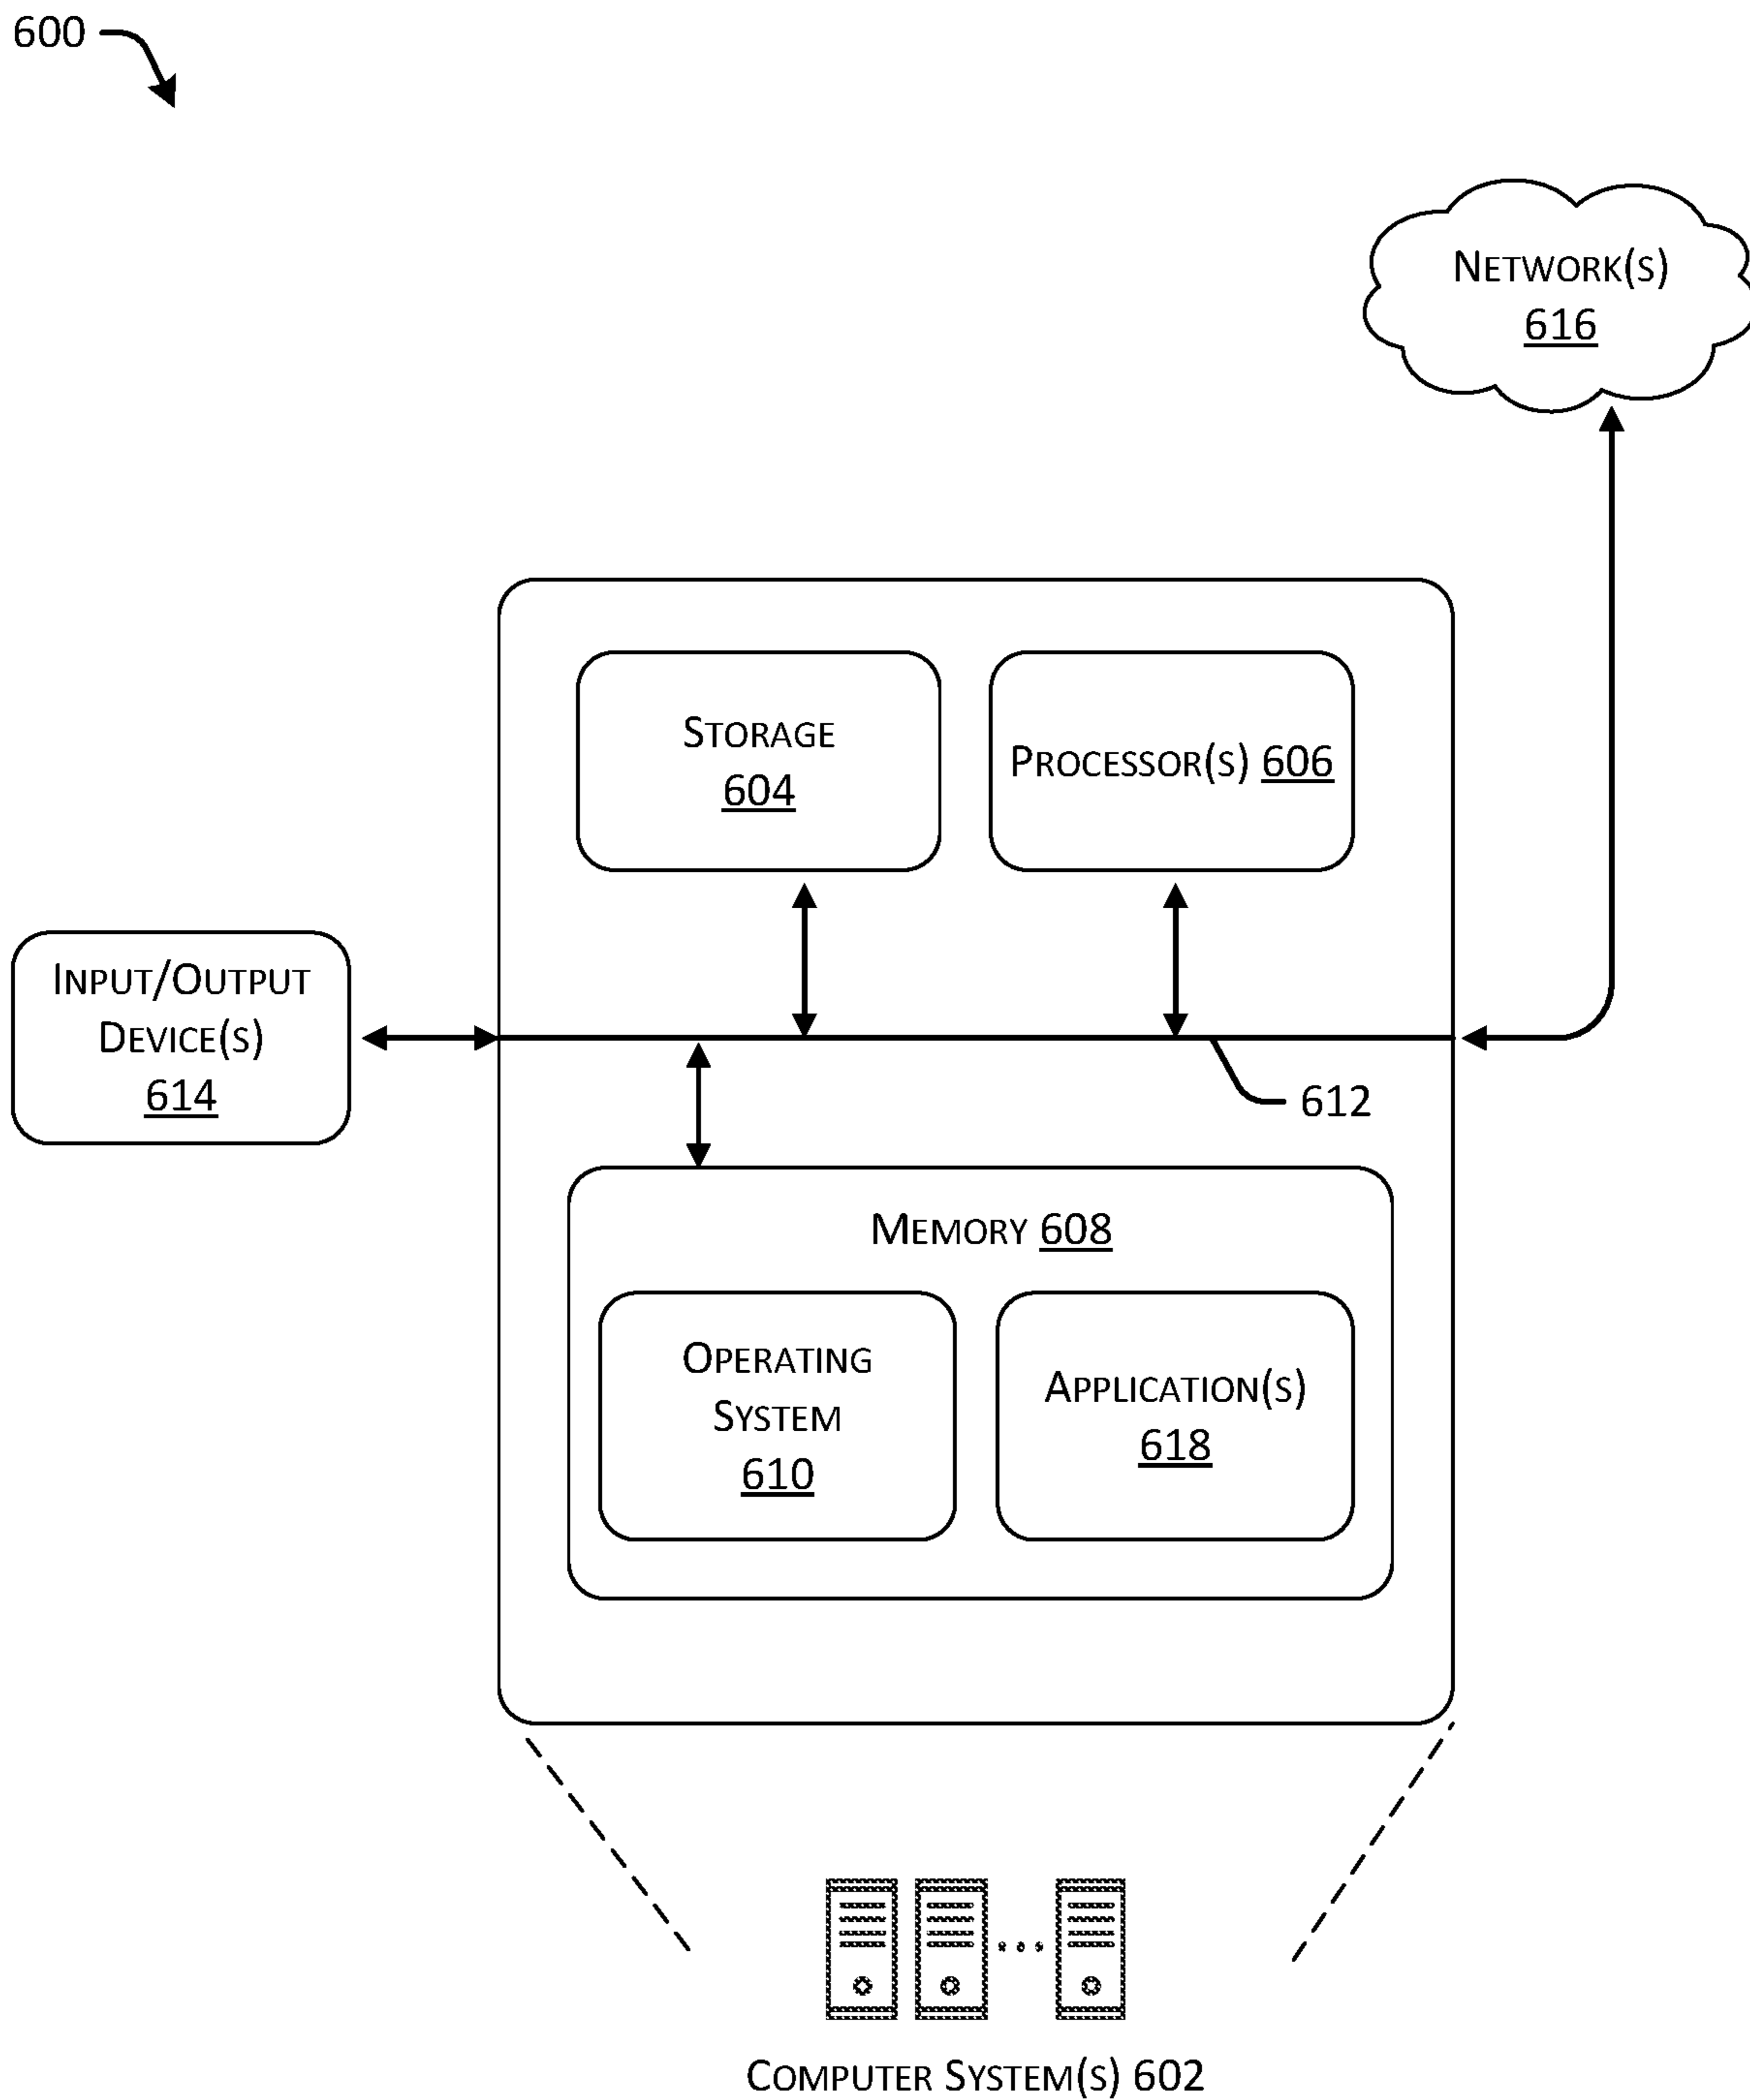 600
NETWORK(S)
616
STORAGE
604
PROCESSOR(S) 606
INPUT/OUTPUT
DEVICE(S)
614
612
MEMORY 608
OPERATING
SYSTEM
610
APPLICATION(S)
618
COMPUTER SYSTEM(S) 602